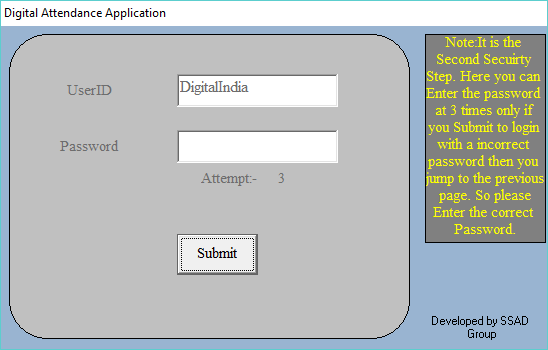 Digital Attendance Application
UserID
DigitalIndia
Password
Attempt:- 3
Submit
Note:It is the
Second Secuirty
Step. Here you can
Enter the password
at 3 times only if
you Submit to login
with a incorrect
password then you
jump to the previous
page. So please
Enter the correct
Password.
Developed by SSAD
Group